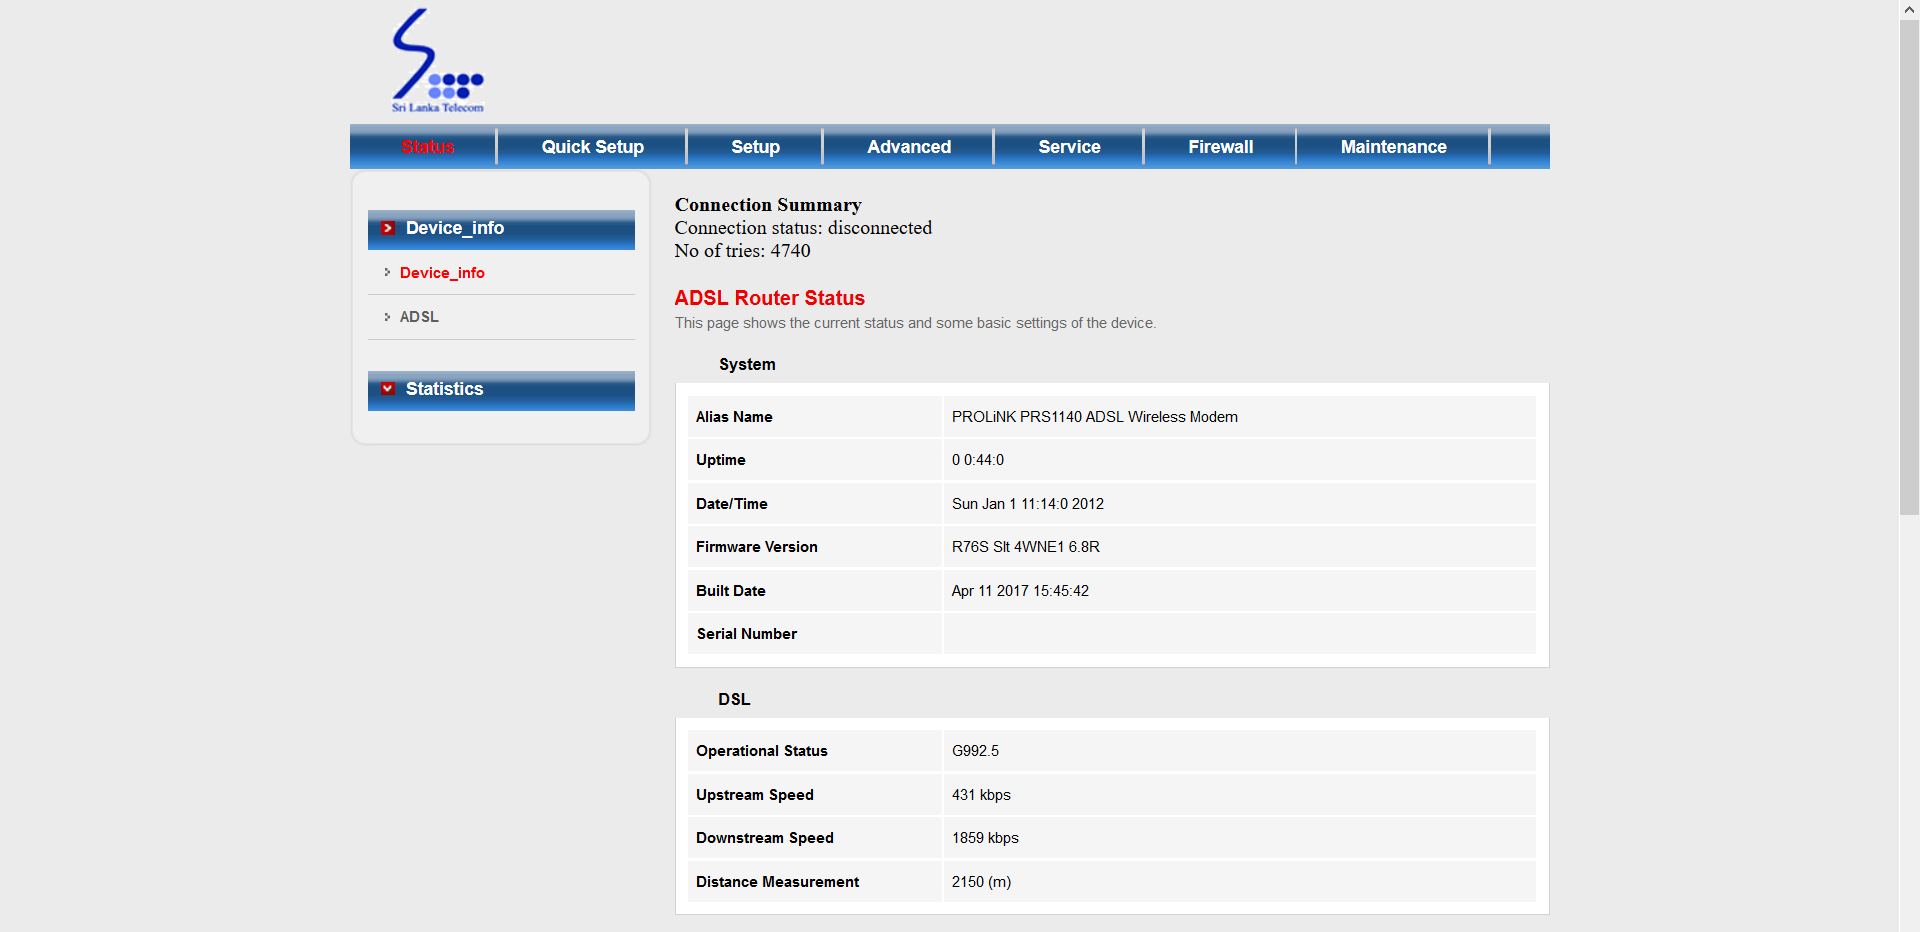 Sri Lanka Telecom
Status Quick Setup Setup Advanced Service Firewall Maintenance
Device_info
Device_info
ADSL
Statistics
Connection Summary
Connection status: disconnected
No of tries: 4740
ADSL Router Status
This page shows the current status and some basic settings of the device.
System
Alias Name PROLiNK PRS1140 ADSL Wireless Modem
Uptime 0 0:44:0
Date/Time Sun Jan 1 11:14:0 2012
Firmware Version R76S Slt 4WNE1 6.8R
Built Date Apr 11 2017 15:45:42
Serial Number
DSL
Operational Status G992.5
Upstream Speed 431 kbps
Downstream Speed 1859 kbps
Distance Measurement 2150 (m)